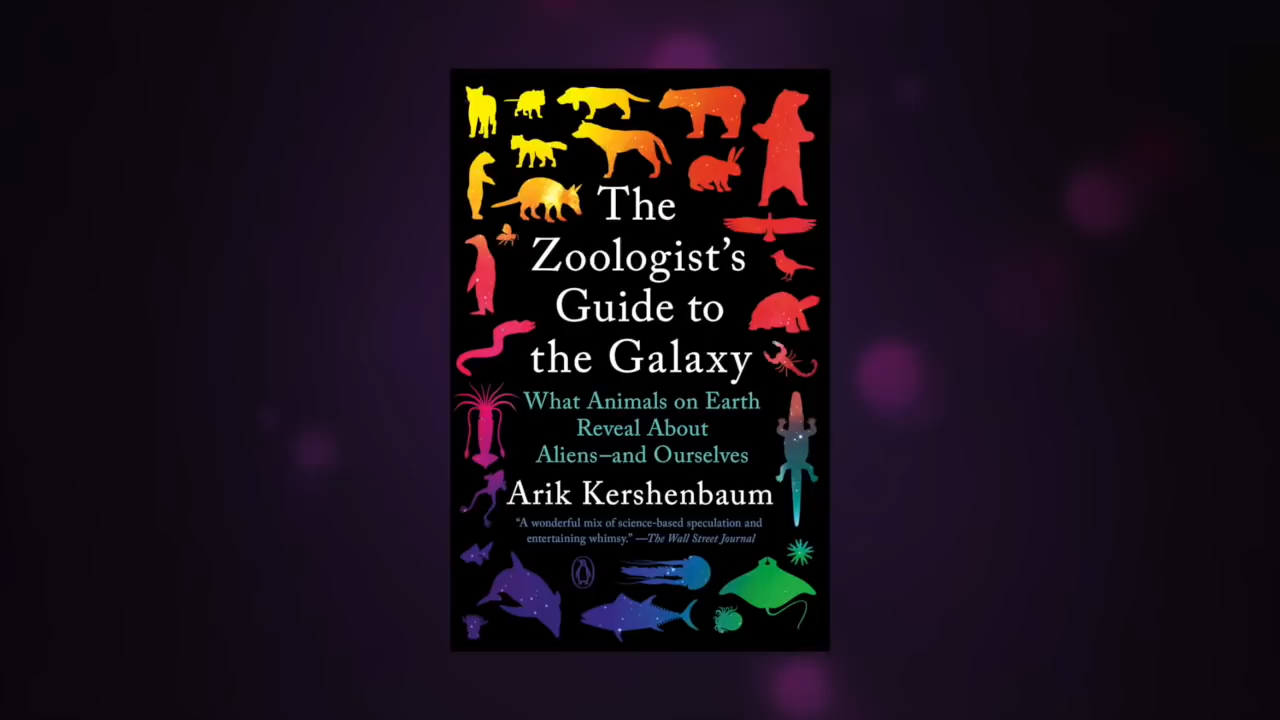 The
Zoologist’s
Guide to
the Galaxy
What Animals on Earth
Reveal About
Aliens—and Ourselves
Arik Kershenbaum
“A wonderful mix of science-based speculation and
entertaining whimsy.” —The Wall Street Journal